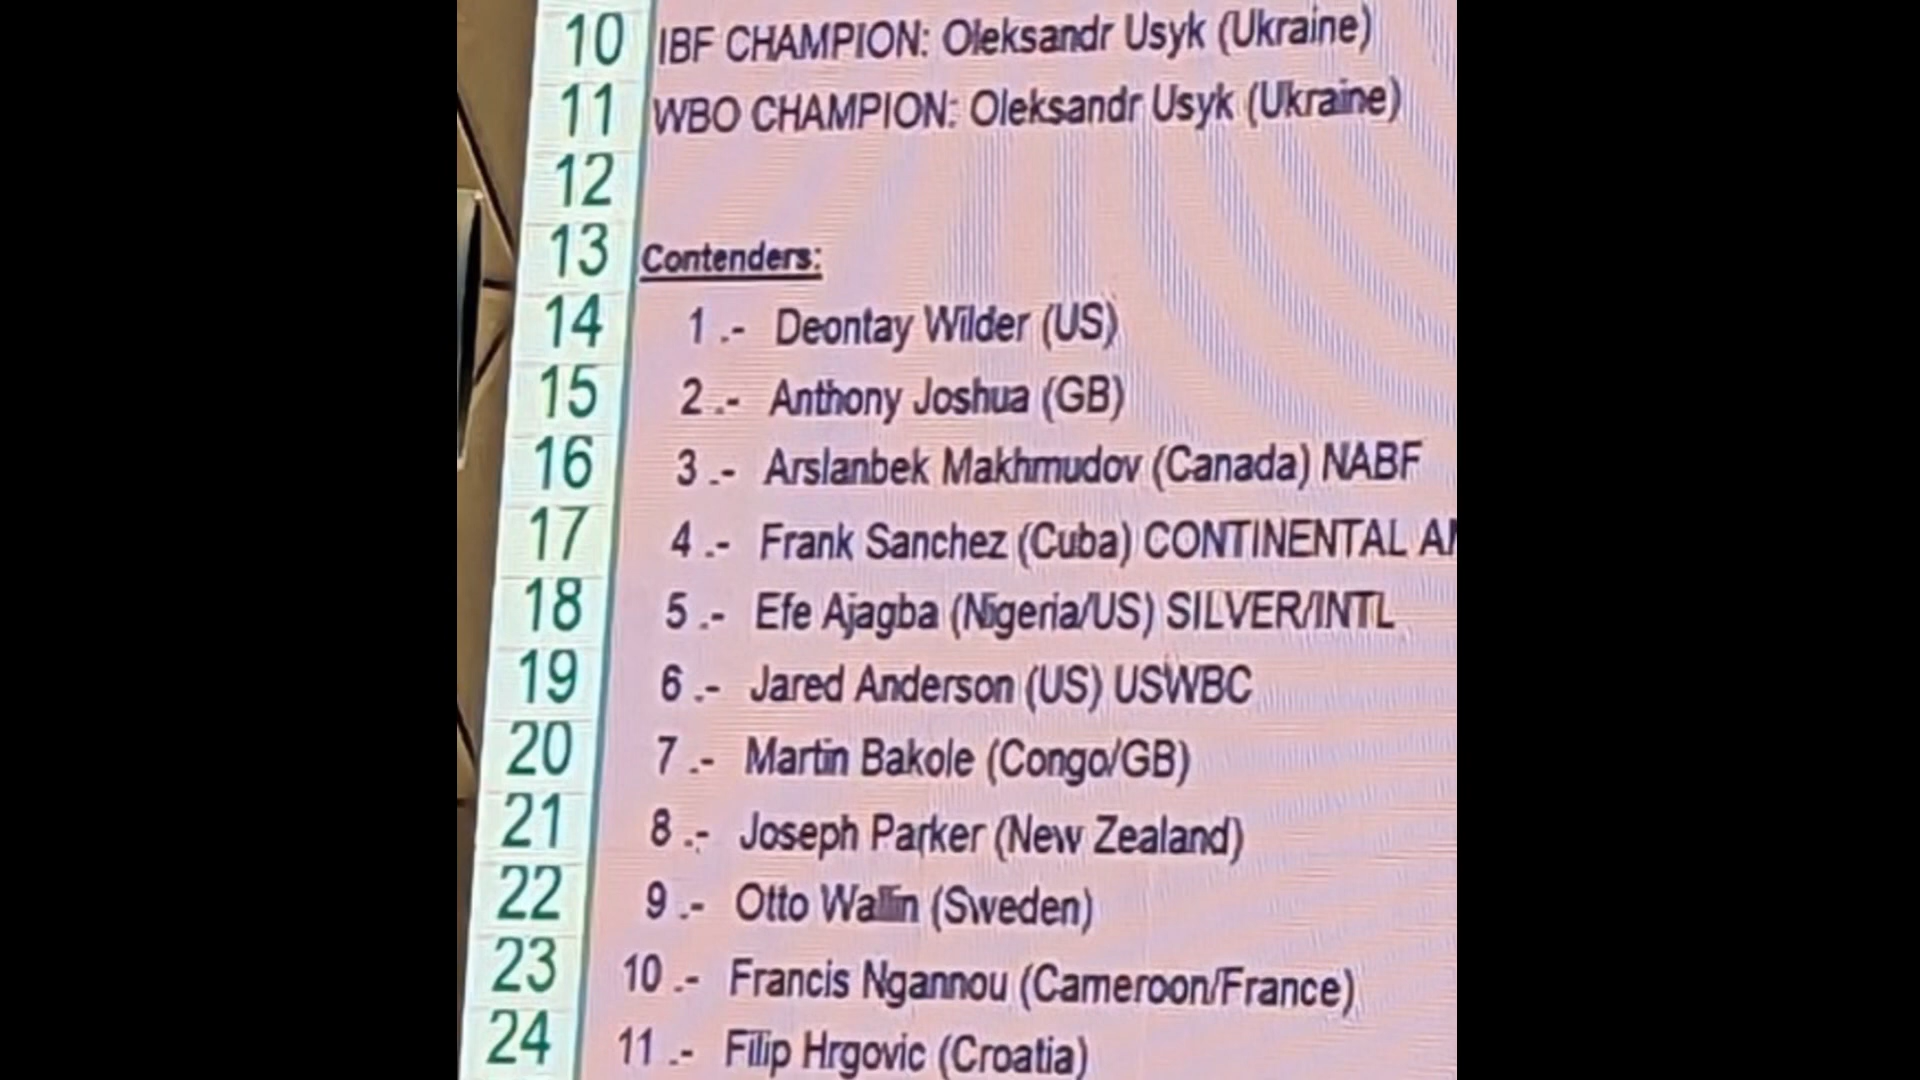 10 IBF CHAMPION: Oleksandr Usyk (Ukraine)
11 WBO CHAMPION: Oleksandr Usyk (Ukraine)
12
13 Contenders:
14 1 .- Deontay Wilder (US)
15 2 .- Anthony Joshua (GB)
16 3 .- Arslanbek Makhmudov (Canada) NABF
17 4 .- Frank Sanchez (Cuba) CONTINENTAL
18 5 .- Efe Ajagba (Nigeria/US) SILVER/INTL
19 6 .- Jared Anderson (US) USWBC
20 7 .- Martin Bakole (Congo/GB)
21 8 .- Joseph Parker (New Zealand)
22 9 .- Otto Wallin (Sweden)
23 10 .- Francis Ngannou (Cameroon/France)
24 11 .- Filip Hrgovic (Croatia)